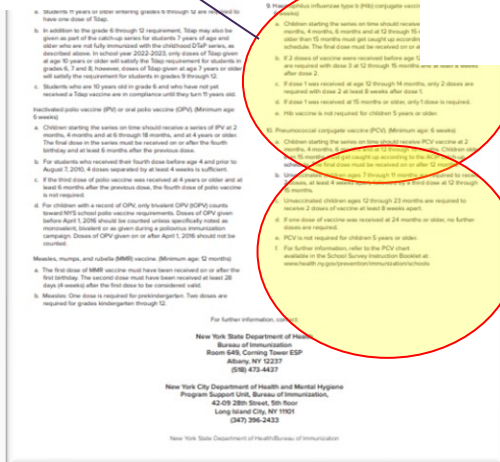 a. Students 11 years or older entering grades 6 through 12 are required to
have one dose of Tdap.
b. In addition to the grade 6 through 12 requirement, Tdap may also be
given as part of the catch-up series for students 7 years of age and
older who are not fully immunized with the childhood DTaP series, as
described above. In school year 2022-2023, only doses of Tdap given
at age 10 years or older will satisfy the Tdap requirement for students in
grades 6, 7 and 8; however, doses of Tdap given at age 7 years or older
will satisfy the requirement for students in grades 9 through 12.
c. Students who are 10 years old in grade 6 and who have not yet
received a Tdap vaccine are in compliance until they turn 11 years old.
Inactivated polio vaccine (IPV) or oral polio vaccine (OPV). (Minimum age:
6 weeks)
a. Children starting the series on time should receive a series of IPV at 2
months, 4 months and at 6 through 18 months, and at 4 years or older.
The final dose in the series must be received on or after the fourth
birthday and at least 6 months after the previous dose.
b. For students who received their fourth dose before age 4 and prior to
August 7, 2010, 4 doses separated by at least 4 weeks is sufficient.
c. If the third dose of polio vaccine was received at 4 years or older and at
least 6 months after the previous dose, the fourth dose of polio vaccine
is not required.
d. For children with a record of OPV, only trivalent OPV (tOPV) counts
toward NYS school polio vaccine requirements. Doses of OPV given
before April 1, 2016 should be counted unless specifically noted as
monovalent, bivalent or as given during a poliovirus immunization
campaign. Doses of OPV given on or after April 1, 2016 should not be
counted.
Measles, mumps, and rubella (MMR) vaccine. (Minimum age: 12 months)
a. The first dose of MMR vaccine must have been received on or after the
first birthday. The second dose must have been received at least 28
days (4 weeks) after the first dose to be considered valid.
b. Measles: One dose is required for prekindergarten. Two doses are
required for grades kindergarten through 12.
9. Haemophilus influenzae type b (Hib) conjugate vaccine
weeks)
a. Children starting the series on time should receive
months, 4 months, 6 months and at 12 through 15
older than 15 months must get caught up according
schedule. The final dose must be received on or
b. If 2 doses of vaccine were received before age 12
are required with dose 3 at 12 through 15 months and at least 8 weeks
after dose 2.
c. If dose 1 was received at age 12 through 14 months, only 2 doses are
required with dose 2 at least 8 weeks after dose 1.
d. If dose 1 was received at 15 months or older, only 1 dose is required.
e. Hib vaccine is not required for children 5 years or older.
10. Pneumococcal conjugate vaccine (PCV). (Minimum age: 6 weeks)
a. Children starting the series on time should receive PCV vaccine at 2
months, 4 months, 6 months and at 12 through 15 months. Children older
than 15 months must get caught up according to the ACIP catch-up
schedule. The final dose must be received on or after 12 months
b. Unvaccinated children ages 7 through 11 months are required to receive
2 doses, at least 4 weeks apart, followed by a third dose at 12 through
15 months.
c. Unvaccinated children ages 12 through 23 months are required to
receive 2 doses of vaccine at least 8 weeks apart.
d. If one dose of vaccine was received at 24 months or older, no further
doses are required.
e. PCV is not required for children 5 years or older.
f. For further information, refer to the PCV chart
available in the School Survey Instruction Booklet at:
www.health.ny.gov/prevention/immunization/schools
For further information, contact:
New York State Department of Health
Bureau of Immunization
Room 649, Corning Tower ESP
Albany, NY 12237
(518) 473-4437
New York City Department of Health and Mental Hygiene
Program Support Unit, Bureau of Immunization,
42-09 28th Street, 5th floor
Long Island City, NY 11101
(347) 396-2433
New York State Department of Health/Bureau of Immunization